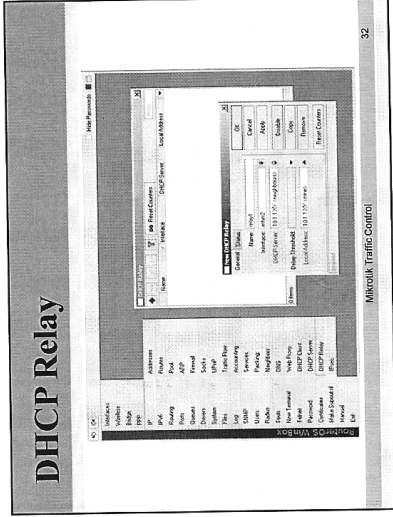 DHCP Relay
Hide Passwords
Interfaces
Wireless
Bridge
PPP
IP
IPv6
Routing
Ports
Queues
Drivers
System
Files
Log
SNMP
Users
Radius
Tools
New Terminal
Telnet
Password
Certificates
Make Supout.rif
Manual
Exit
Addresses
Routes
Pool
ARP
Firewall
Socks
UPnP
Traffic Flow
Accounting
Services
Packing
Neighbors
DNS
Web Proxy
DHCP Client
DHCP Server
DHCP Relay
IPsec
RouterOS WinBox
DHCP Relay
Reset Counters
Name
Interface
DHCP Server
Local Address
0 items
New DHCP Relay
General
Status
Name: relay1
Interface: ether2
DHCP Server:
Delay Threshold:
Local Address:
OK
Cancel
Apply
Disable
Copy
Remove
Reset Counters
Mikrotik Traffic Control
32